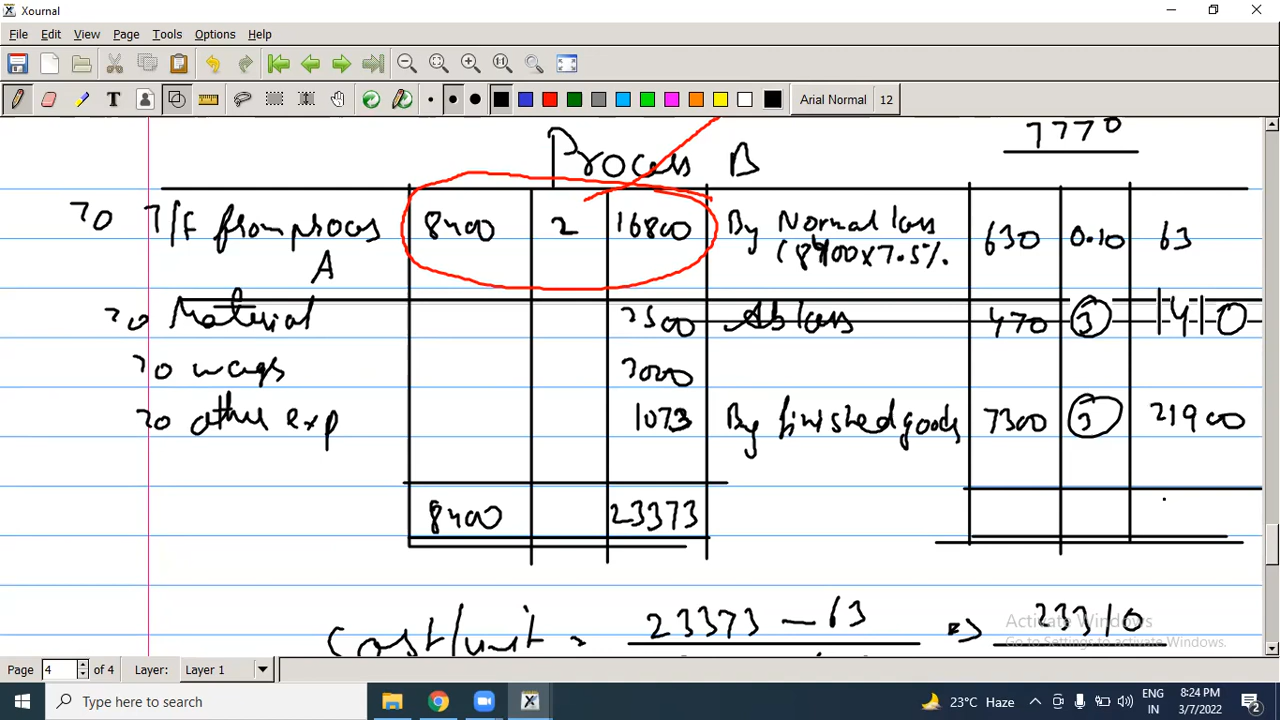 Xournal
File Edit View Page Tools Options Help
Arial Normal 12
7770
Process B
To T/f from process A 8400 2 16800 By Normal loss 630 0.10 63
(8400x7.5%.
To Material 2500 Ab loss 470 3 1410
To wages 3000
To other exp 1073 By finished goods 7300 3 21900
8400 23373
Cost/unit = 23373 - 63 => 23310
Activate Windows
Go to Settings to activate Windows.
Page 4 of 4 Layer: Layer 1
Type here to search
23°C Haze
ENG
IN
8:24 PM
3/7/2022
2